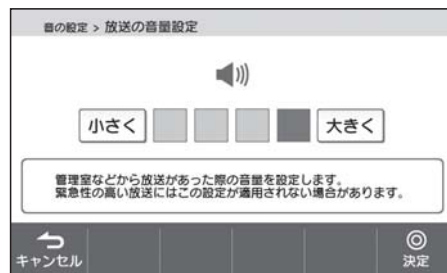 音の設定 > 放送の音量設定
小さく
大きく
管理室などから放送があった際の音量を設定します。
緊急性の高い放送にはこの設定が適用されない場合があります。
キャンセル
決定